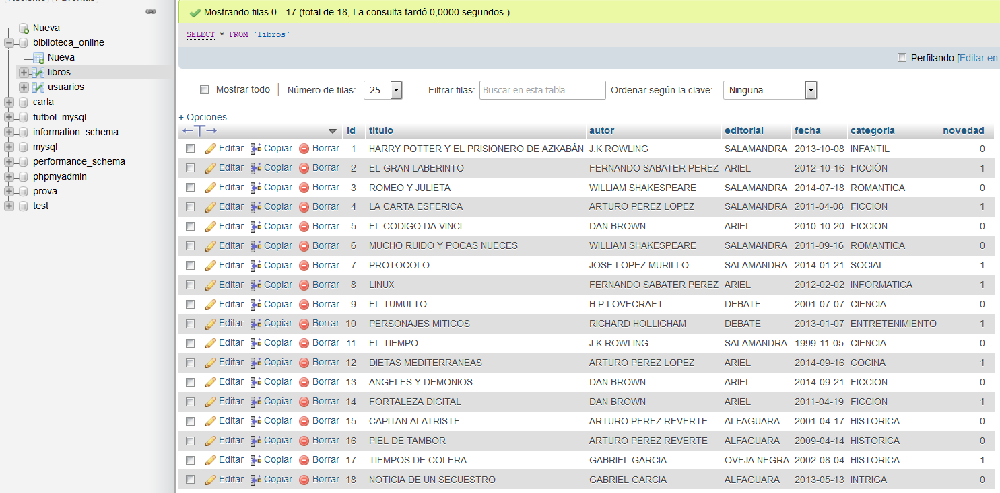 Nueva
biblioteca_online
Nueva
libros
usuarios
carla
futbol_mysql
information_schema
mysql
performance_schema
phpmyadmin
prova
test
Mostrando filas 0 - 17 (total de 18, La consulta tardó 0,0000 segundos.)
SELECT * FROM `libros`
Perfilando [Editar en
Mostrar todo | Número de filas: 25 Filtrar filas: Buscar en esta tabla Ordenar según la clave: Ninguna
+ Opciones
←T→ id titulo autor editorial fecha categoria novedad
Editar Copiar Borrar 1 HARRY POTTER Y EL PRISIONERO DE AZKABÁN J.K ROWLING SALAMANDRA 2013-10-08 INFANTIL 0
Editar Copiar Borrar 2 EL GRAN LABERINTO FERNANDO SABATER PEREZ ARIEL 2012-10-16 FICCIÓN 1
Editar Copiar Borrar 3 ROMEO Y JULIETA WILLIAM SHAKESPEARE SALAMANDRA 2014-07-18 ROMANTICA 0
Editar Copiar Borrar 4 LA CARTA ESFERICA ARTURO PEREZ LOPEZ SALAMANDRA 2011-04-08 FICCION 1
Editar Copiar Borrar 5 EL CODIGO DA VINCI DAN BROWN ARIEL 2010-10-20 FICCION 0
Editar Copiar Borrar 6 MUCHO RUIDO Y POCAS NUECES WILLIAM SHAKESPEARE SALAMANDRA 2011-09-16 ROMANTICA 0
Editar Copiar Borrar 7 PROTOCOLO JOSE LOPEZ MURILLO SALAMANDRA 2014-01-21 SOCIAL 1
Editar Copiar Borrar 8 LINUX FERNANDO SABATER PEREZ ARIEL 2012-02-02 INFORMATICA 1
Editar Copiar Borrar 9 EL TUMULTO H.P LOVECRAFT DEBATE 2001-07-07 CIENCIA 0
Editar Copiar Borrar 10 PERSONAJES MITICOS RICHARD HOLLIGHAM DEBATE 2013-01-07 ENTRETENIMIENTO 1
Editar Copiar Borrar 11 EL TIEMPO J.K ROWLING SALAMANDRA 1999-11-05 CIENCIA 0
Editar Copiar Borrar 12 DIETAS MEDITERRANEAS ARTURO PEREZ LOPEZ ARIEL 2014-09-16 COCINA 1
Editar Copiar Borrar 13 ANGELES Y DEMONIOS DAN BROWN ARIEL 2014-09-21 FICCION 0
Editar Copiar Borrar 14 FORTALEZA DIGITAL DAN BROWN ARIEL 2011-04-19 FICCION 1
Editar Copiar Borrar 15 CAPITAN ALATRISTE ARTURO PEREZ REVERTE ALFAGUARA 2001-04-17 HISTORICA 0
Editar Copiar Borrar 16 PIEL DE TAMBOR ARTURO PEREZ REVERTE ALFAGUARA 2009-04-14 HISTORICA 0
Editar Copiar Borrar 17 TIEMPOS DE COLERA GABRIEL GARCIA OVEJA NEGRA 2002-08-04 HISTORICA 1
Editar Copiar Borrar 18 NOTICIA DE UN SECUESTRO GABRIEL GARCIA ALFAGUARA 2013-05-13 INTRIGA 0